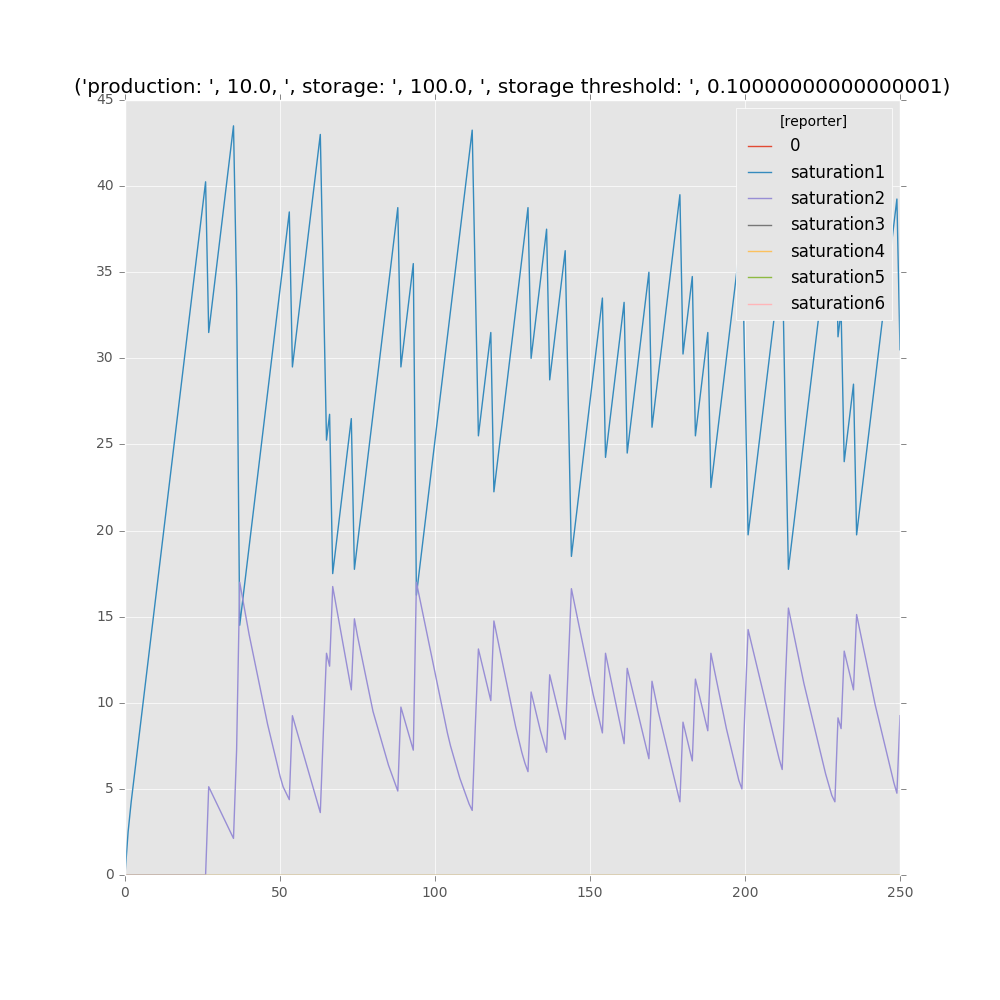 ('production: ', 10.0, ', storage: ', 100.0, ', storage threshold: ', 0.10000000000000001)
45
40
35
30
25
20
15
10
5
0
0
50
100
150
200
250
[reporter]
0
saturation1
saturation2
saturation3
saturation4
saturation5
saturation6